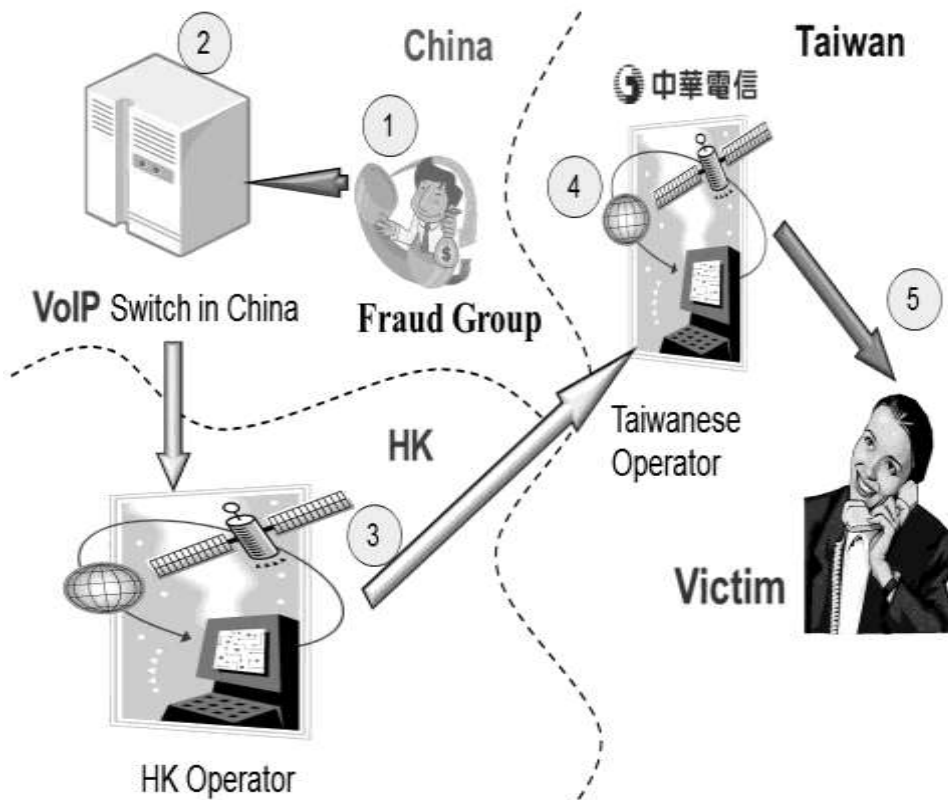 2
China
Taiwan
中華電信
1
4
VoIP Switch in China
Fraud Group
$
5
HK
Taiwanese
Operator
3
Victim
HK Operator